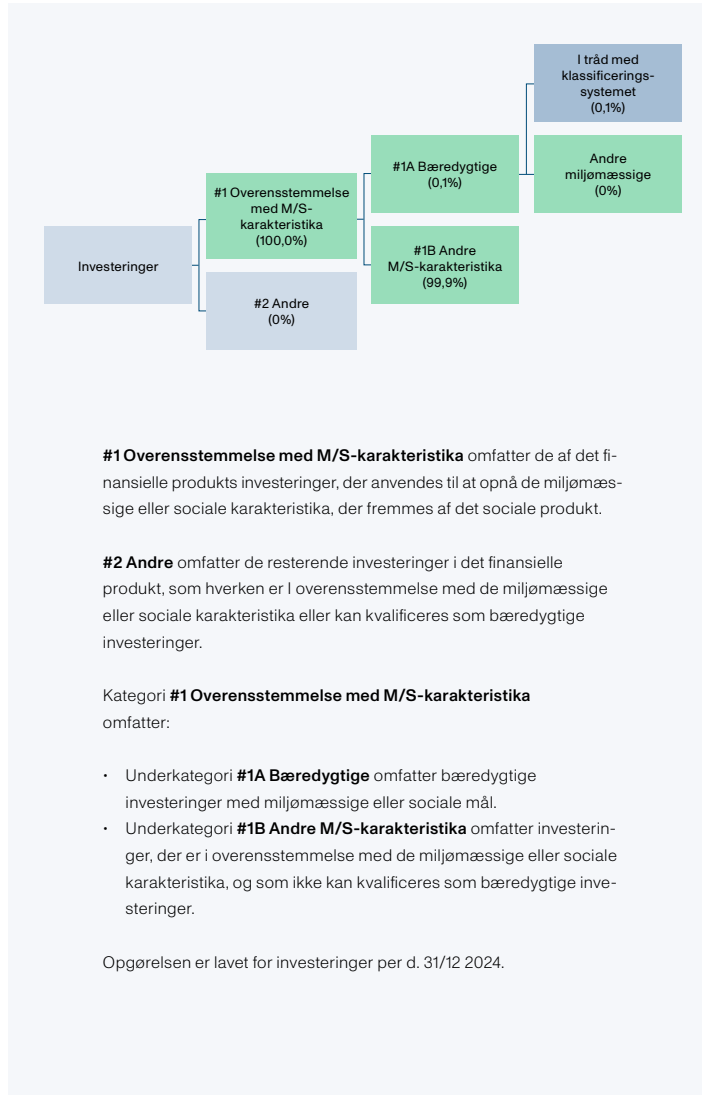 I tråd med
klassificerings-
systemet
(0,1%)
#1A Bæredygtige
(0,1%)
Andre
miljømæssige
(0%)
#1 Overensstemmelse
med M/S-
karakteristika
(100,0%)
#1B Andre
M/S-karakteristika
(99,9%)
Investeringer
#2 Andre
(0%)
#1 Overensstemmelse med M/S-karakteristika omfatter de af det fi-
nansielle produkts investeringer, der anvendes til at opnå de miljømæs-
sige eller sociale karakteristika, der fremmes af det sociale produkt.
#2 Andre omfatter de resterende investeringer i det finansielle
produkt, som hverken er I overensstemmelse med de miljømæssige
eller sociale karakteristika eller kan kvalificeres som bæredygtige
investeringer.
Kategori #1 Overensstemmelse med M/S-karakteristika
omfatter:
• Underkategori #1A Bæredygtige omfatter bæredygtige
investeringer med miljømæssige eller sociale mål.
• Underkategori #1B Andre M/S-karakteristika omfatter investerin-
ger, der er i overensstemmelse med de miljømæssige eller sociale
karakteristika, og som ikke kan kvalificeres som bæredygtige inve-
steringer.
Opgørelsen er lavet for investeringer per d. 31/12 2024.